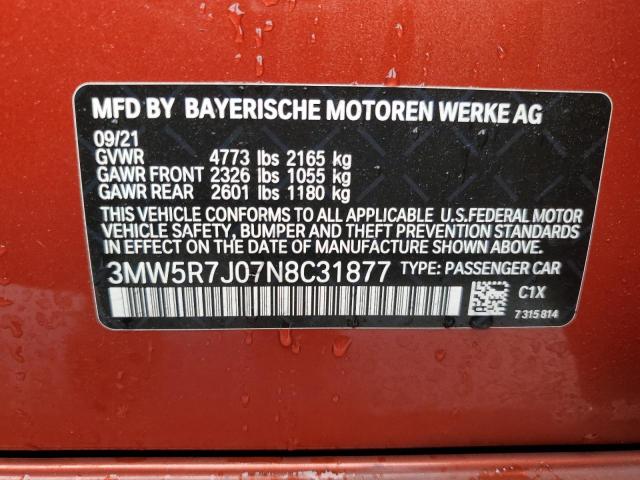 MFD BY BAYERISCHE MOTOREN WERKE AG
09/21
GVWR 4773 lbs 2165 kg
GAWR FRONT 2326 lbs 1055 kg
GAWR REAR 2601 lbs 1180 kg
THIS VEHICLE CONFORMS TO ALL APPLICABLE U.S.FEDERAL MOTOR
VEHICLE SAFETY, BUMPER AND THEFT PREVENTION STANDARDS
IN EFFECT ON THE DATE OF MANUFACTURE SHOWN ABOVE.
3MW5R7J07N8C31877 TYPE: PASSENGER CAR
C1X
7 315 814